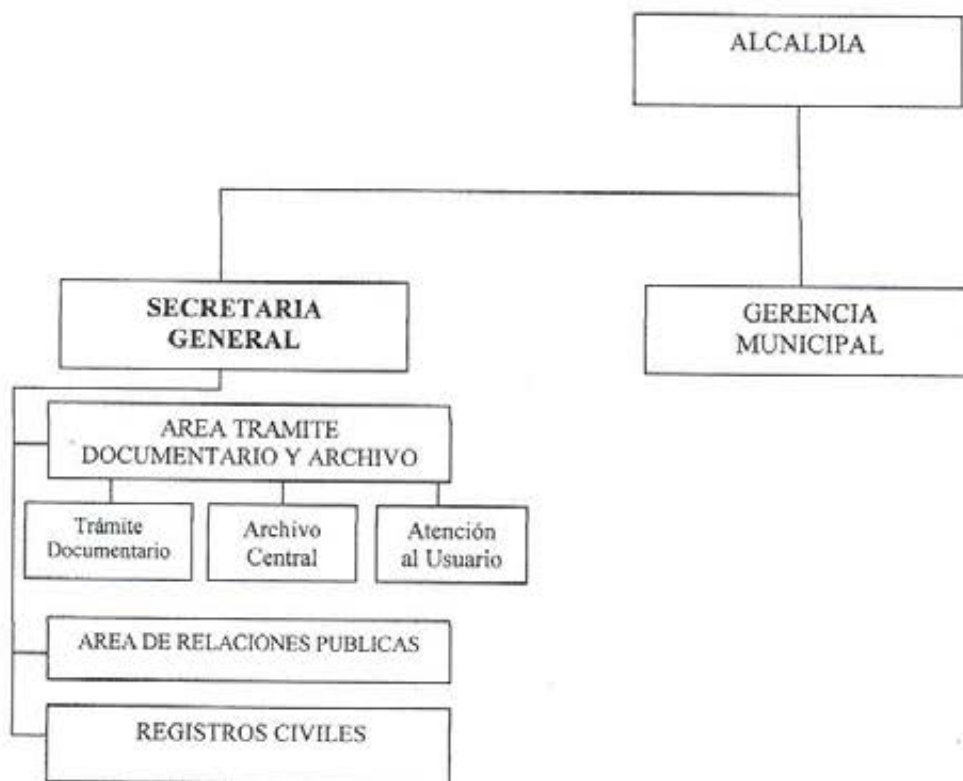 ALCALDIA
SECRETARIA
GENERAL
GERENCIA
MUNICIPAL
AREA TRAMITE
DOCUMENTARIO Y ARCHIVO
Trámite
Documentario
Archivo
Central
Atención
al Usuario
AREA DE RELACIONES PUBLICAS
REGISTROS CIVILES